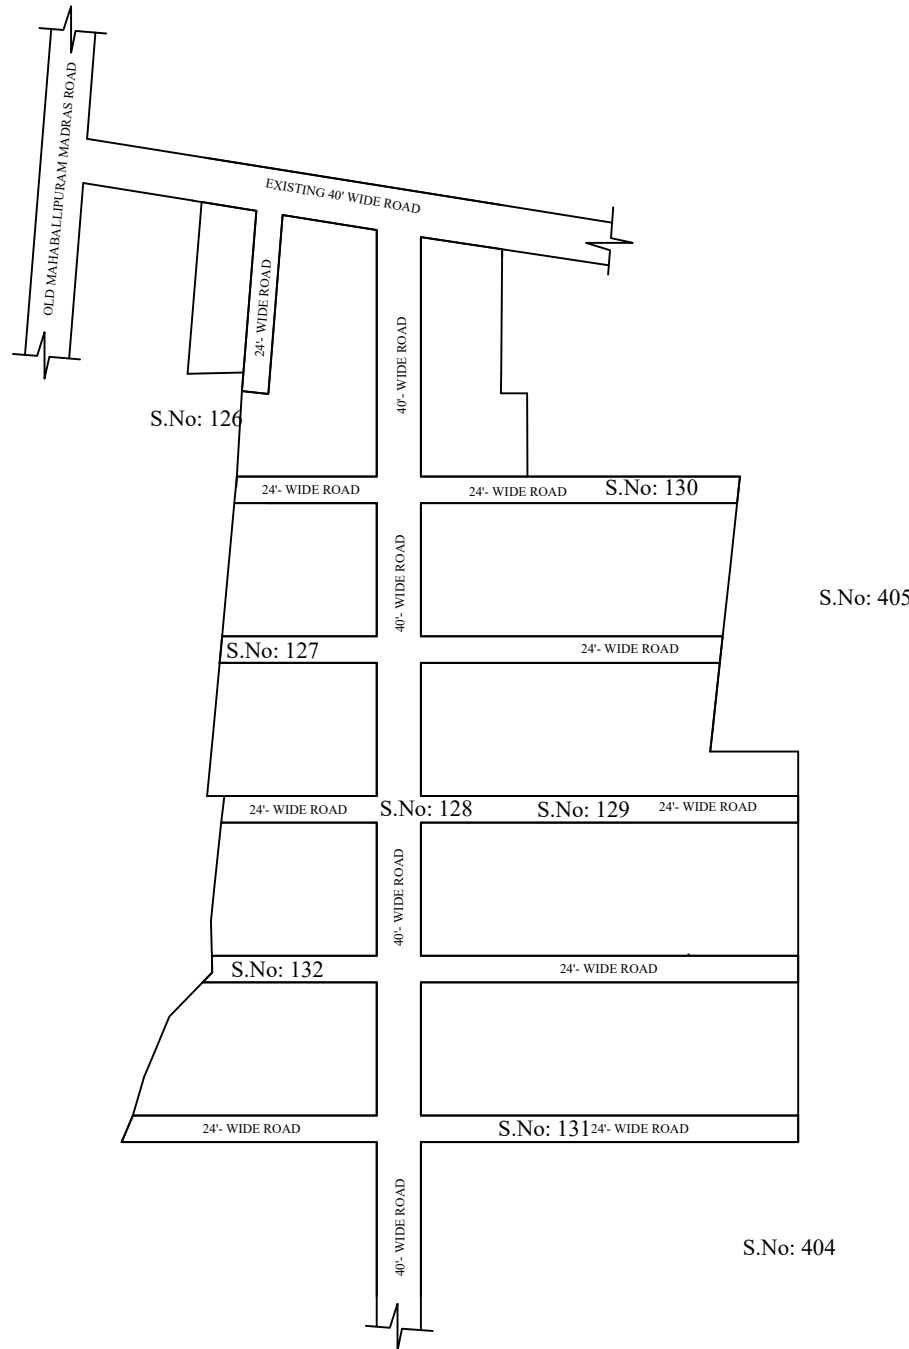 OLD MAHABALLIPURAM MADRAS ROAD
EXISTING 40' WIDE ROAD
24'- WIDE ROAD
40'- WIDE ROAD
S.No: 126
24'- WIDE ROAD
24'- WIDE ROAD
S.No: 130
40'- WIDE ROAD
S.No: 405
S.No: 127
24'- WIDE ROAD
24'- WIDE ROAD
S.No: 128
S.No: 129
24'- WIDE ROAD
40'- WIDE ROAD
S.No: 132
24'- WIDE ROAD
24'- WIDE ROAD
S.No: 131
24'- WIDE ROAD
40'- WIDE ROAD
S.No: 404